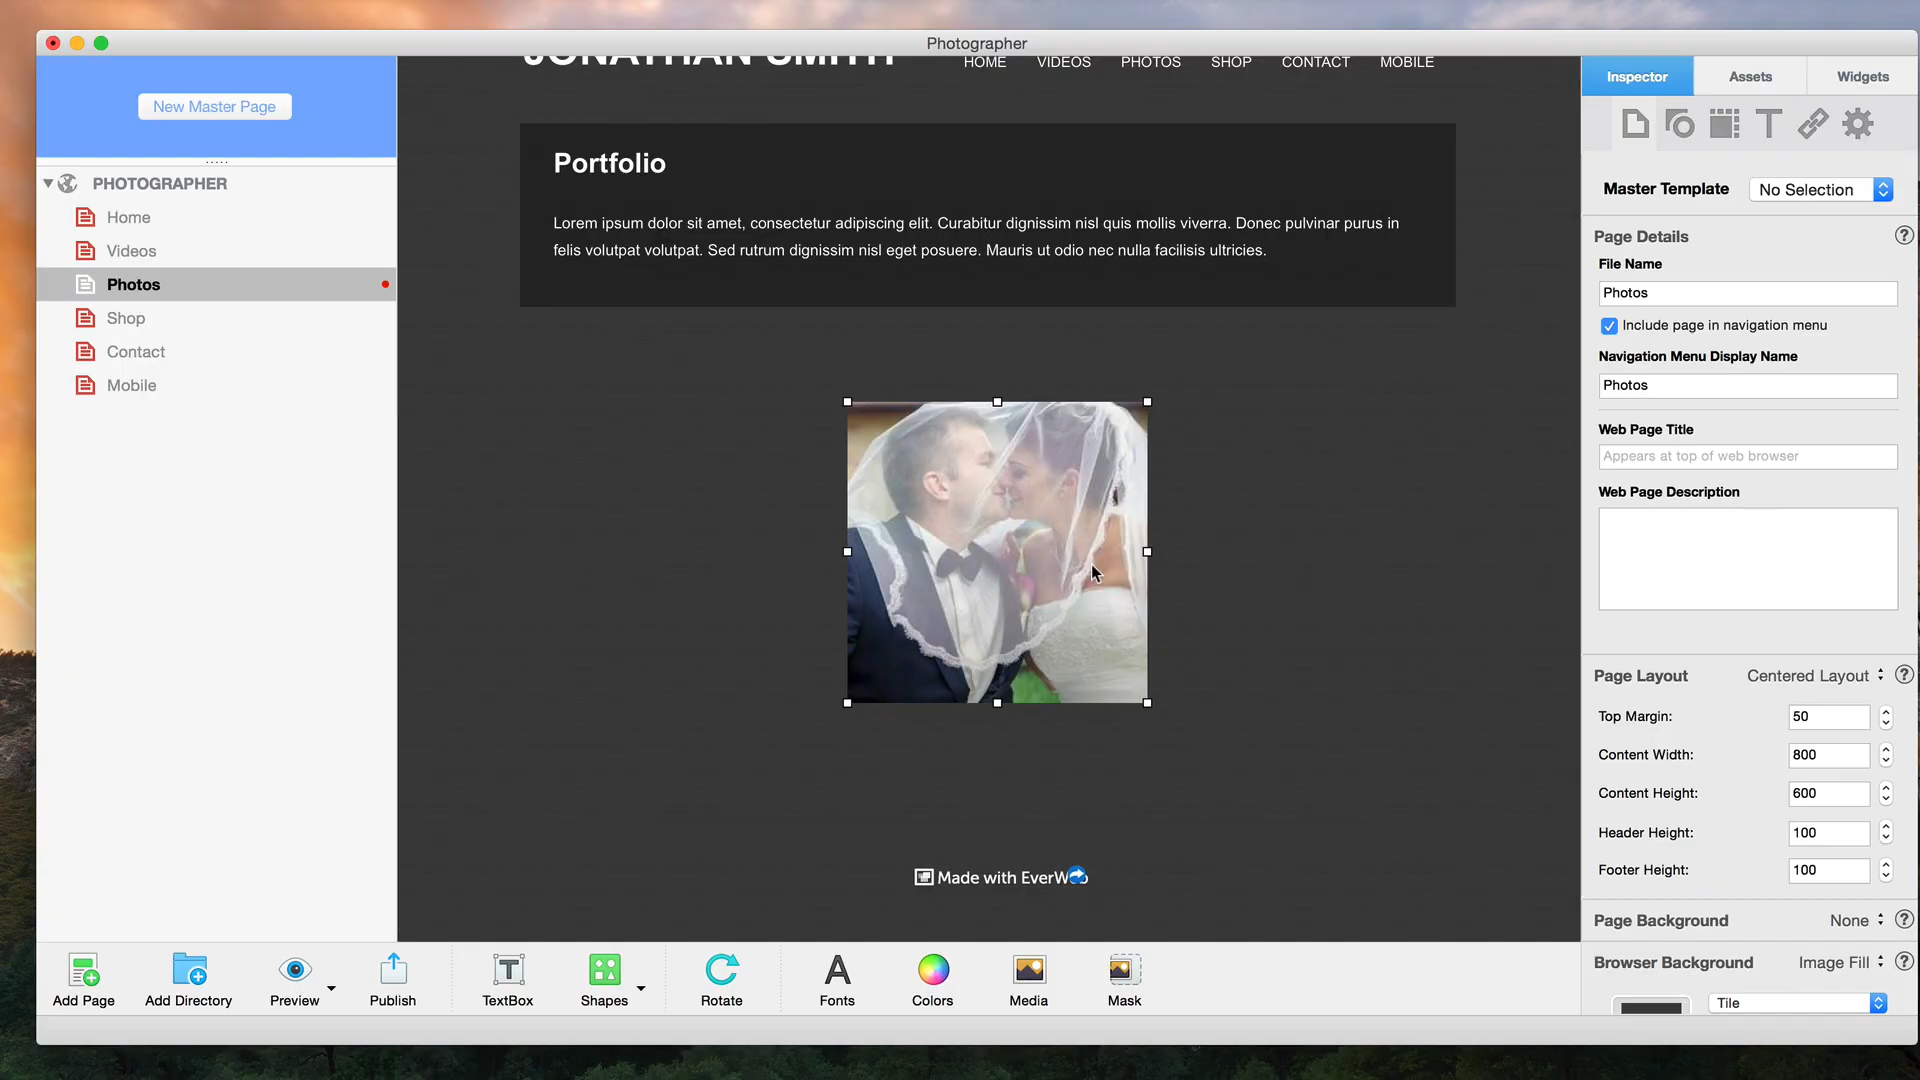 Photographer
New Master Page
PHOTOGRAPHER
Home
Videos
Photos
Shop
Contact
Mobile
JONATHAN SMITH
HOME VIDEOS PHOTOS SHOP CONTACT MOBILE
Portfolio
Lorem ipsum dolor sit amet, consectetur adipiscing elit. Curabitur dignissim nisl quis mollis viverra. Donec pulvinar purus in
felis volutpat volutpat. Sed rutrum dignissim nisl eget posuere. Mauris ut odio nec nulla facilisis ultricies.
Made with EverWeb
Inspector Assets Widgets
Master Template No Selection
Page Details ?
File Name
Photos
Include page in navigation menu
Navigation Menu Display Name
Photos
Web Page Title
Appears at top of web browser
Web Page Description
Page Layout Centered Layout ?
Top Margin: 50
Content Width: 800
Content Height: 600
Header Height: 100
Footer Height: 100
Page Background None ?
Browser Background Image Fill ?
Tile
Add Page Add Directory Preview Publish TextBox Shapes Rotate Fonts Colors Media Mask